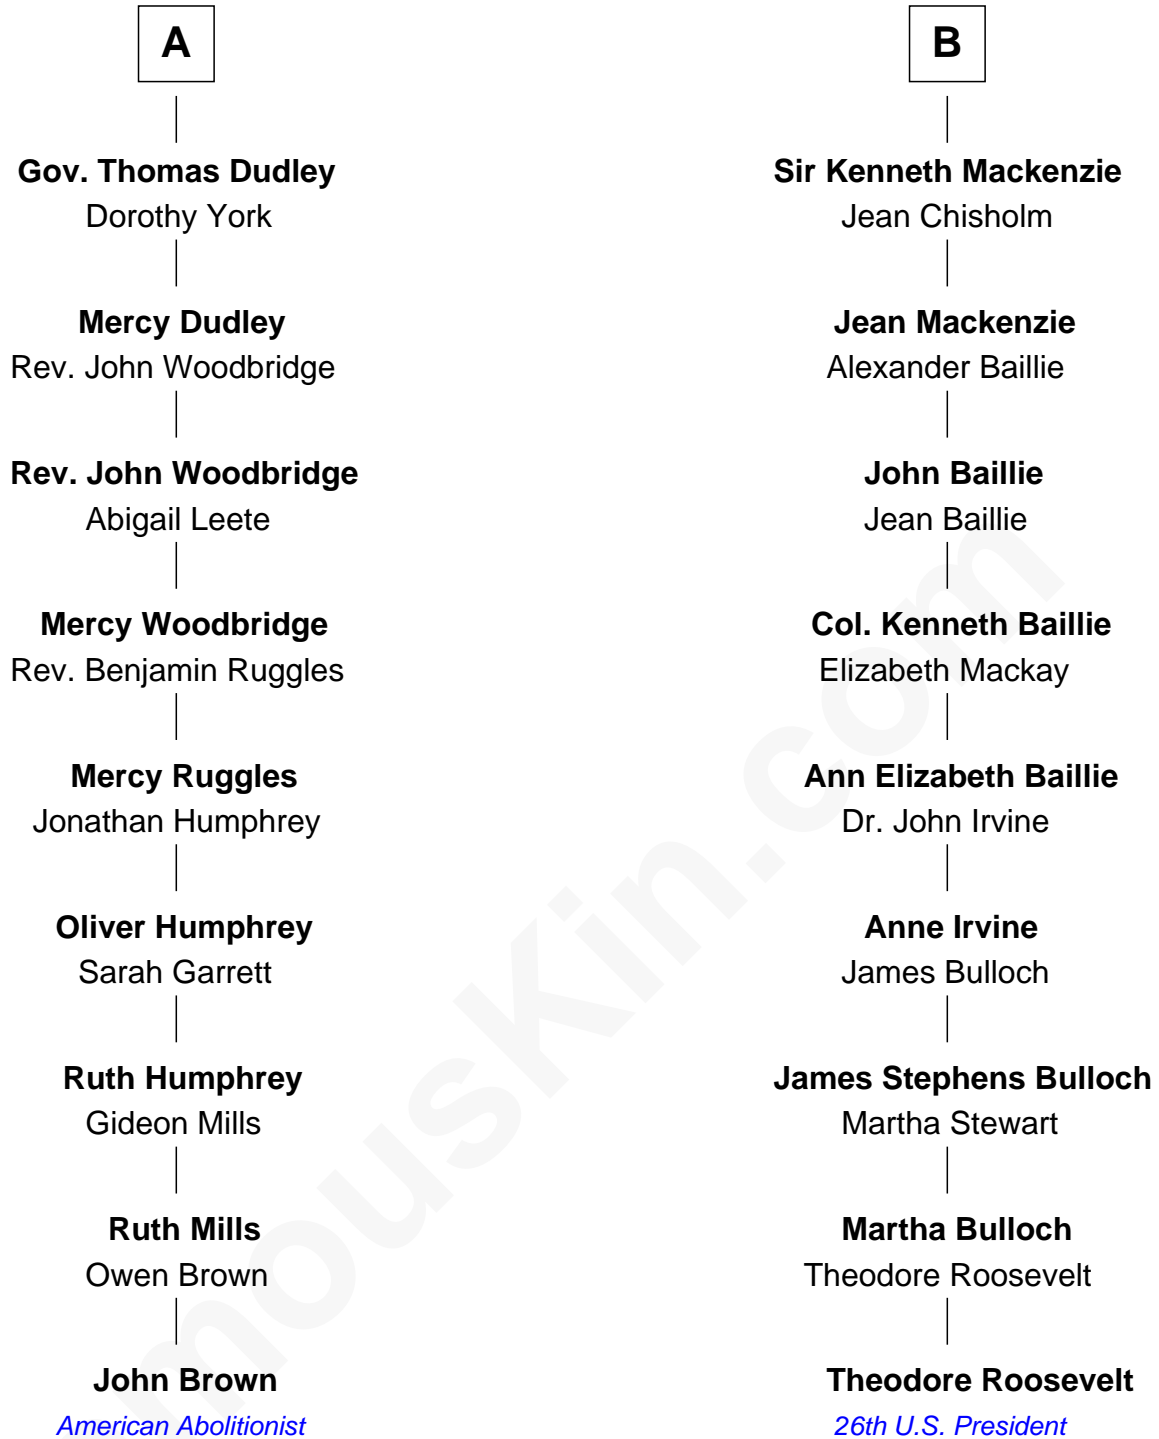 A
Gov. Thomas Dudley
Dorothy York
Mercy Dudley
Rev. John Woodbridge
Rev. John Woodbridge
Abigail Leete
Mercy Woodbridge
Rev. Benjamin Ruggles
Mercy Ruggles
Jonathan Humphrey
Oliver Humphrey
Sarah Garrett
Ruth Humphrey
Gideon Mills
Ruth Mills
Owen Brown
John Brown
American Abolitionist
B
Sir Kenneth Mackenzie
Jean Chisholm
Jean Mackenzie
Alexander Baillie
John Baillie
Jean Baillie
Col. Kenneth Baillie
Elizabeth Mackay
Ann Elizabeth Baillie
Dr. John Irvine
Anne Irvine
James Bulloch
James Stephens Bulloch
Martha Stewart
Martha Bulloch
Theodore Roosevelt
Theodore Roosevelt
26th U.S. President
mousKin.com